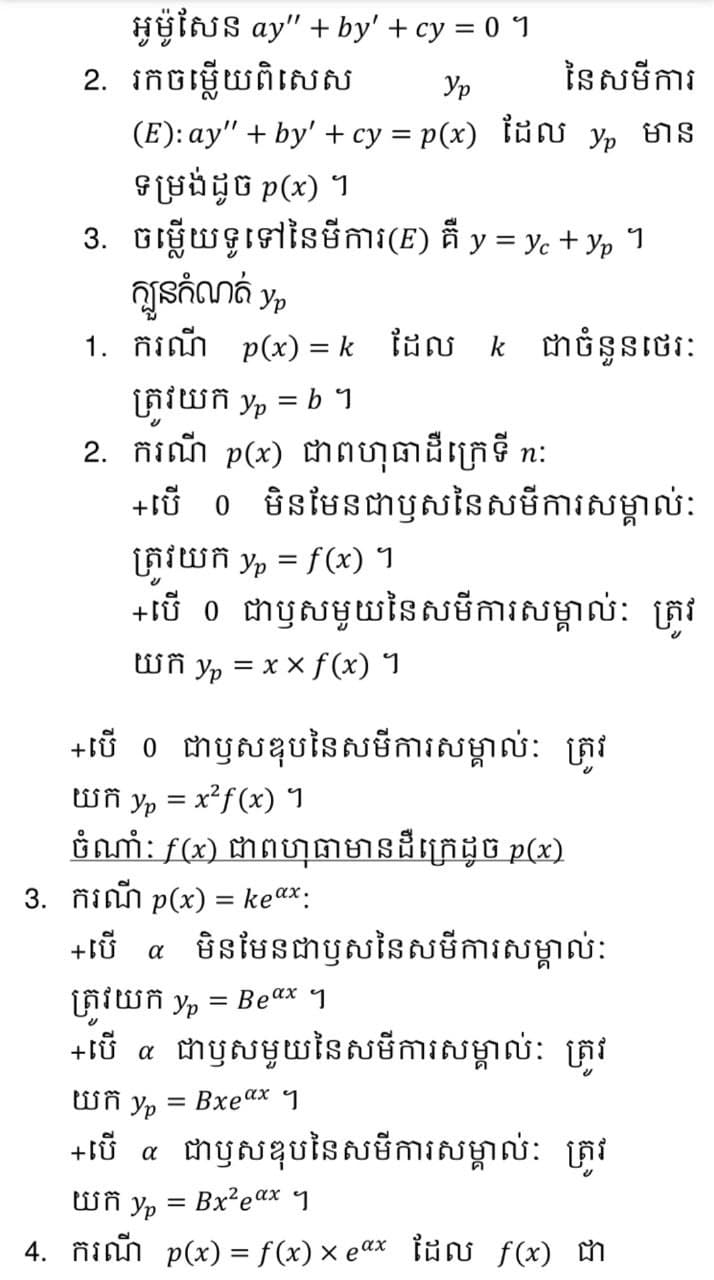 អូម៉ូសែន ay′′ + by′ + cy = 0 ។
2. រកចម្លើយពិសេស y_p នៃសមីការ
(E): ay′′ + by′ + cy = p(x) ដែល y_p មាន
ទម្រង់ដូច p(x) ។
3. ចម្លើយទូទៅនៃមីការ(E) គឺ y = y_c + y_p ។
ក្បួនកំណត់ y_p
1. ករណី p(x) = k ដែល k ជាចំនួនថេរ:
ត្រូវយក y_p = b ។
2. ករណី p(x) ជាពហុធាដឺក្រេទី n:
+បើ 0 មិនមែនជាឫសនៃសមីការសម្គាល់:
ត្រូវយក y_p = f(x) ។
+បើ 0 ជាឫសមួយនៃសមីការសម្គាល់: ត្រូវ
យក y_p = x × f(x) ។
+បើ 0 ជាឫសឌុបនៃសមីការសម្គាល់: ត្រូវ
យក y_p = x²f(x) ។
ចំណាំ: f(x) ជាពហុធាមានដឺក្រេដូច p(x)
3. ករណី p(x) = ke^{αx}:
+បើ α មិនមែនជាឫសនៃសមីការសម្គាល់:
ត្រូវយក y_p = Be^{αx} ។
+បើ α ជាឫសមួយនៃសមីការសម្គាល់: ត្រូវ
យក y_p = Bxe^{αx} ។
+បើ α ជាឫសឌុបនៃសមីការសម្គាល់: ត្រូវ
យក y_p = Bx²e^{αx} ។
4. ករណី p(x) = f(x) × e^{αx} ដែល f(x) ជា